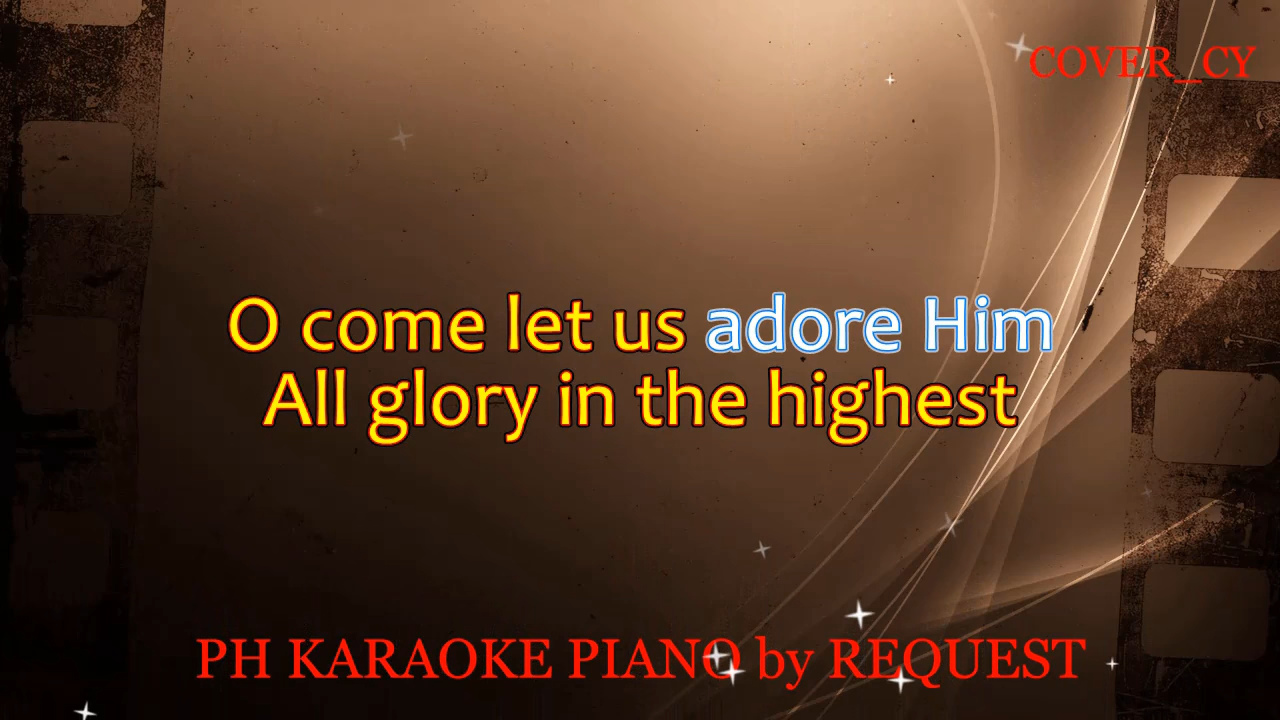 COVER_CY
O come let us adore Him
All glory in the highest
PH KARAOKE PIANO by REQUEST